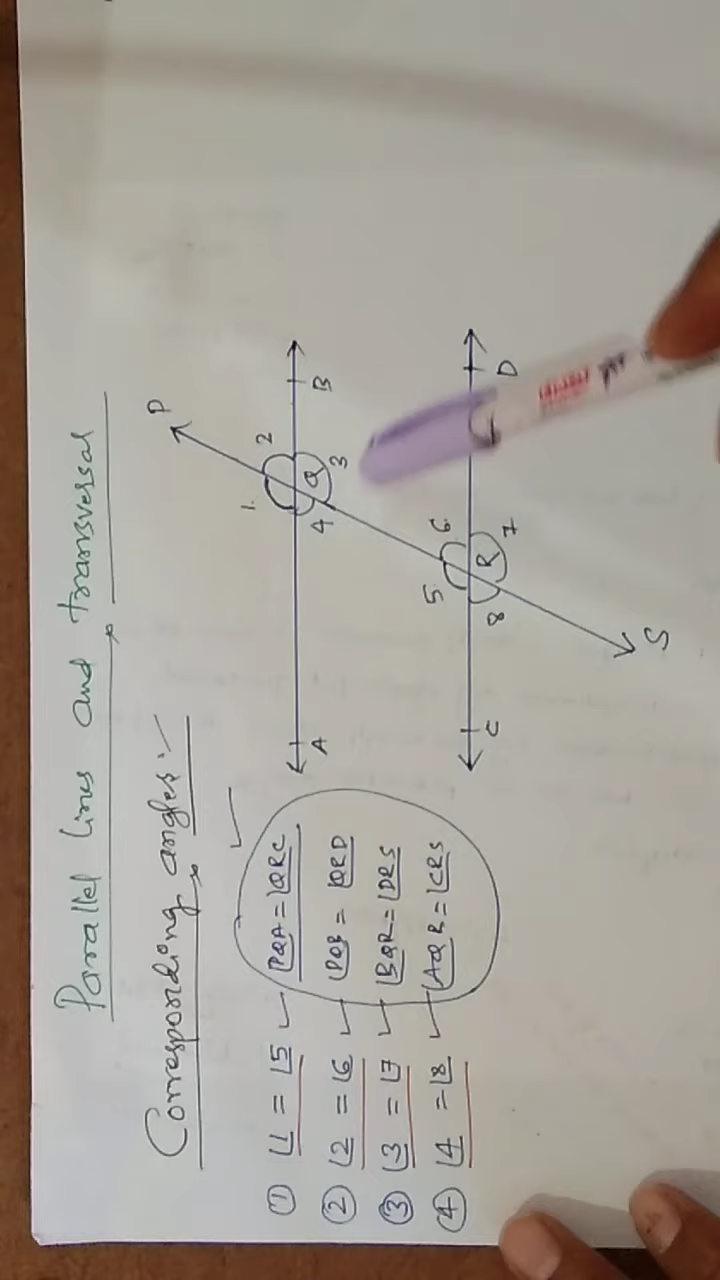 Parallel lines and transversal
Corresponding angles:-
① ∠1 = ∠5 ✓ ∠PQA = ∠QRC ✓
② ∠2 = ∠6 ✓ ∠PQB = ∠QRD
③ ∠3 = ∠7 ✓ ∠BQR = ∠DRS
④ ∠4 = ∠8 ✓ ∠AQR = ∠CRS
P
1 2
A Q B
4 3
5 6
C R D
8 7
S